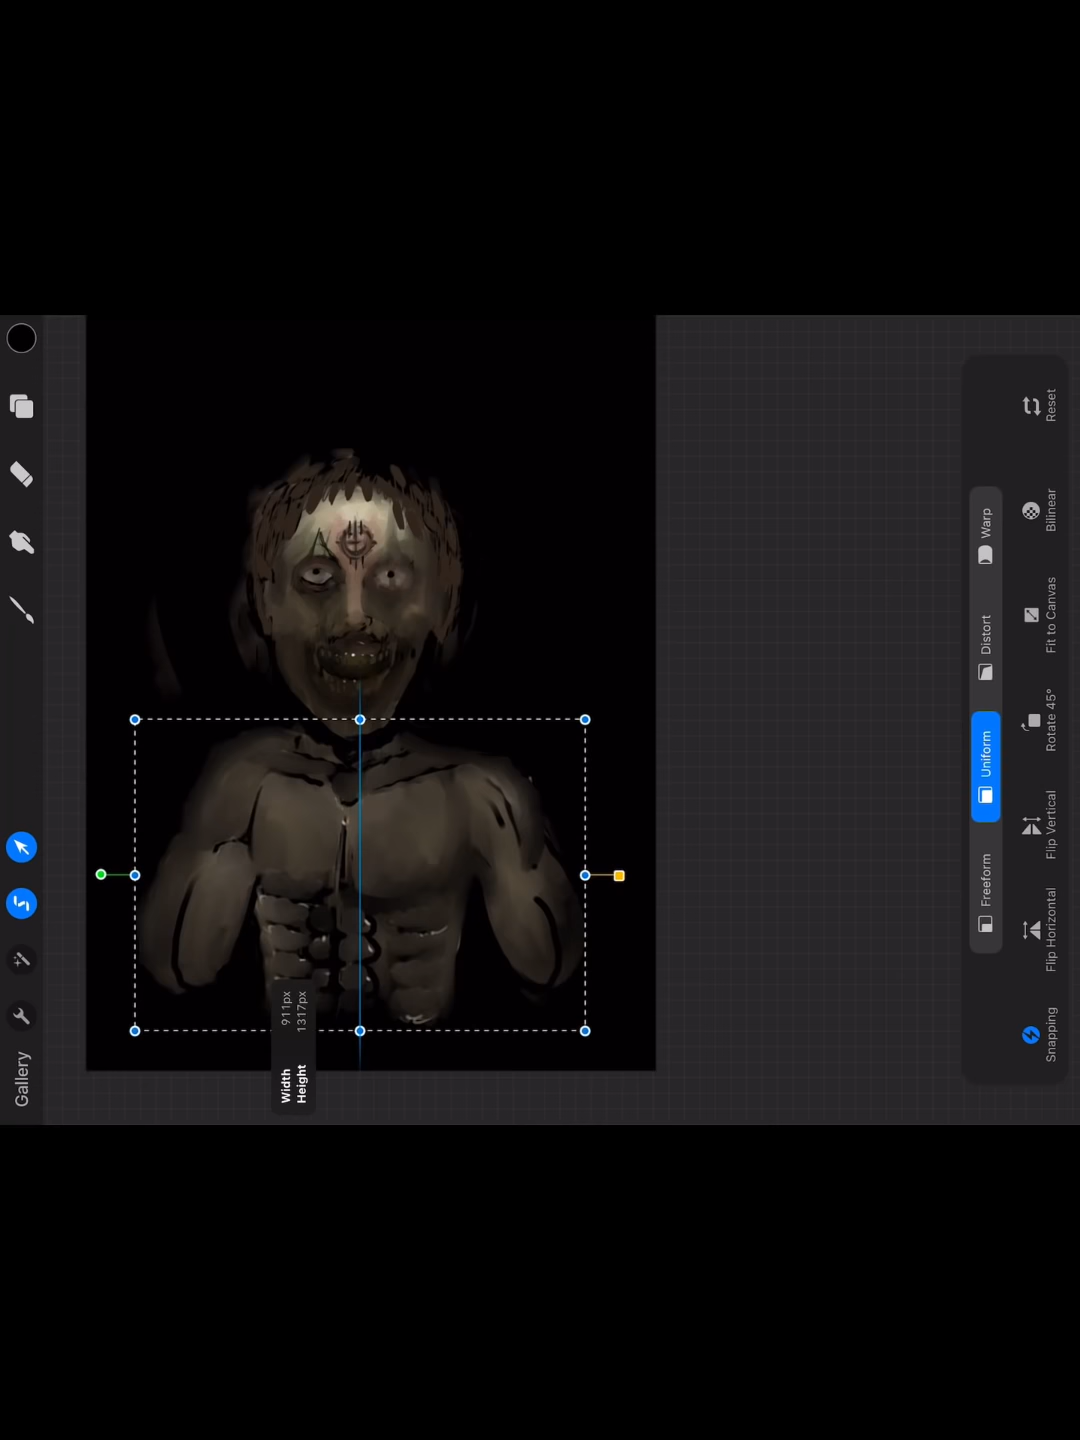 Gallery
Width 911px
Height 1317px
Freeform
Uniform
Distort
Warp
Snapping
Flip Horizontal
Flip Vertical
Rotate 45°
Fit to Canvas
Bilinear
Reset